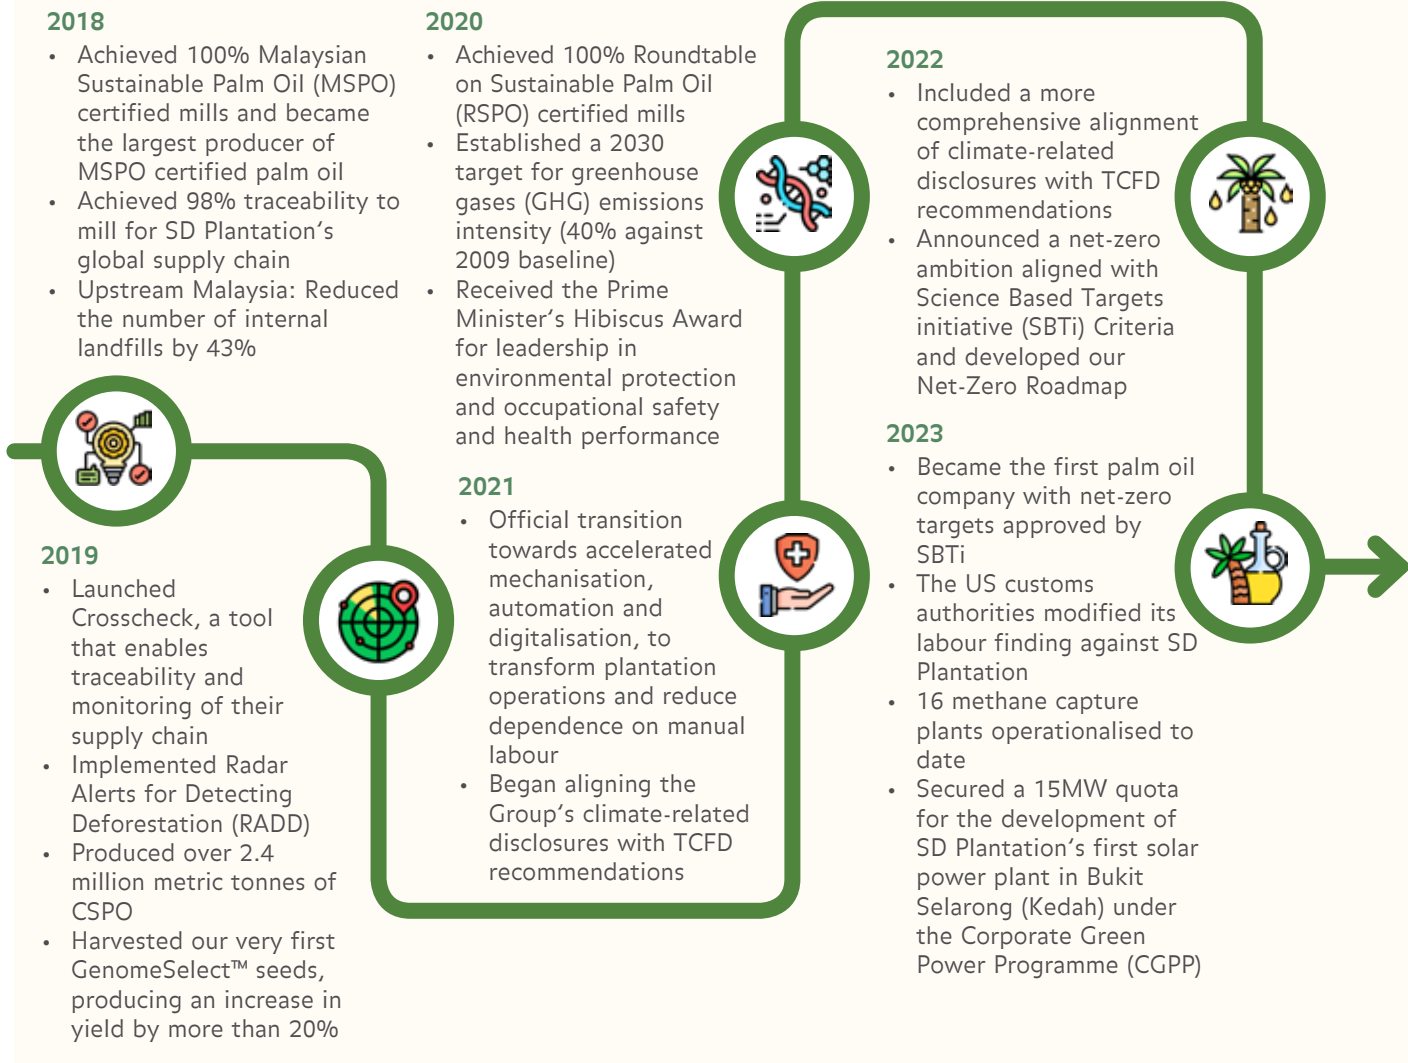 2018
• Achieved 100% Malaysian
Sustainable Palm Oil (MSPO)
certified mills and became
the largest producer of
MSPO certified palm oil
• Achieved 98% traceability to
mill for SD Plantation’s
global supply chain
• Upstream Malaysia: Reduced
the number of internal
landfills by 43%
2019
• Launched
Crosscheck, a tool
that enables
traceability and
monitoring of their
supply chain
• Implemented Radar
Alerts for Detecting
Deforestation (RADD)
• Produced over 2.4
million metric tonnes of
CSPO
• Harvested our very first
GenomeSelect™ seeds,
producing an increase in
yield by more than 20%
2020
• Achieved 100% Roundtable
on Sustainable Palm Oil
(RSPO) certified mills
• Established a 2030
target for greenhouse
gases (GHG) emissions
intensity (40% against
2009 baseline)
• Received the Prime
Minister’s Hibiscus Award
for leadership in
environmental protection
and occupational safety
and health performance
2021
• Official transition
towards accelerated
mechanisation,
automation and
digitalisation, to
transform plantation
operations and reduce
dependence on manual
labour
• Began aligning the
Group’s climate-related
disclosures with TCFD
recommendations
2022
• Included a more
comprehensive alignment
of climate-related
disclosures with TCFD
recommendations
• Announced a net-zero
ambition aligned with
Science Based Targets
initiative (SBTi) Criteria
and developed our
Net-Zero Roadmap
2023
• Became the first palm oil
company with net-zero
targets approved by
SBTi
• The US customs
authorities modified its
labour finding against SD
Plantation
• 16 methane capture
plants operationalised to
date
• Secured a 15MW quota
for the development of
SD Plantation’s first solar
power plant in Bukit
Selarong (Kedah) under
the Corporate Green
Power Programme (CGPP)